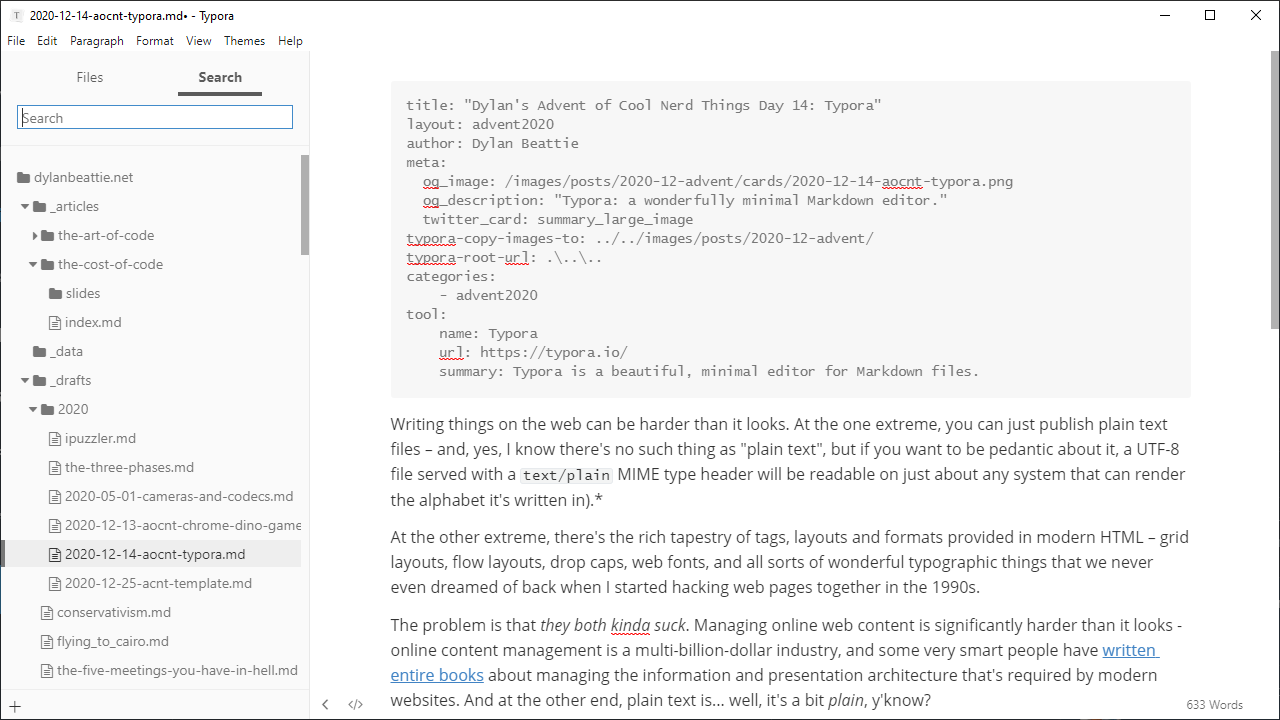 2020-12-14-aocnt-typora.md• - Typora
File Edit Paragraph Format View Themes Help
Files Search
Search
dylanbeattie.net
_articles
the-art-of-code
the-cost-of-code
slides
index.md
_data
_drafts
2020
ipuzzler.md
the-three-phases.md
2020-05-01-cameras-and-codecs.md
2020-12-13-aocnt-chrome-dino-game
2020-12-14-aocnt-typora.md
2020-12-25-acnt-template.md
conservativism.md
flying_to_cairo.md
the-five-meetings-you-have-in-hell.md
title: "Dylan's Advent of Cool Nerd Things Day 14: Typora"
layout: advent2020
author: Dylan Beattie
meta:
  og_image: /images/posts/2020-12-advent/cards/2020-12-14-aocnt-typora.png
  og_description: "Typora: a wonderfully minimal Markdown editor."
  twitter_card: summary_large_image
typora-copy-images-to: ../../images/posts/2020-12-advent/
typora-root-url: .\..\..
categories:
    - advent2020
tool:
    name: Typora
    url: https://typora.io/
    summary: Typora is a beautiful, minimal editor for Markdown files.
Writing things on the web can be harder than it looks. At the one extreme, you can just publish plain text
files – and, yes, I know there's no such thing as "plain text", but if you want to be pedantic about it, a UTF-8
file served with a text/plain MIME type header will be readable on just about any system that can render
the alphabet it's written in).*
At the other extreme, there's the rich tapestry of tags, layouts and formats provided in modern HTML – grid
layouts, flow layouts, drop caps, web fonts, and all sorts of wonderful typographic things that we never
even dreamed of back when I started hacking web pages together in the 1990s.
The problem is that they both kinda suck. Managing online web content is significantly harder than it looks -
online content management is a multi-billion-dollar industry, and some very smart people have written
entire books about managing the information and presentation architecture that's required by modern
websites. And at the other end, plain text is... well, it's a bit plain, y'know?
633 Words